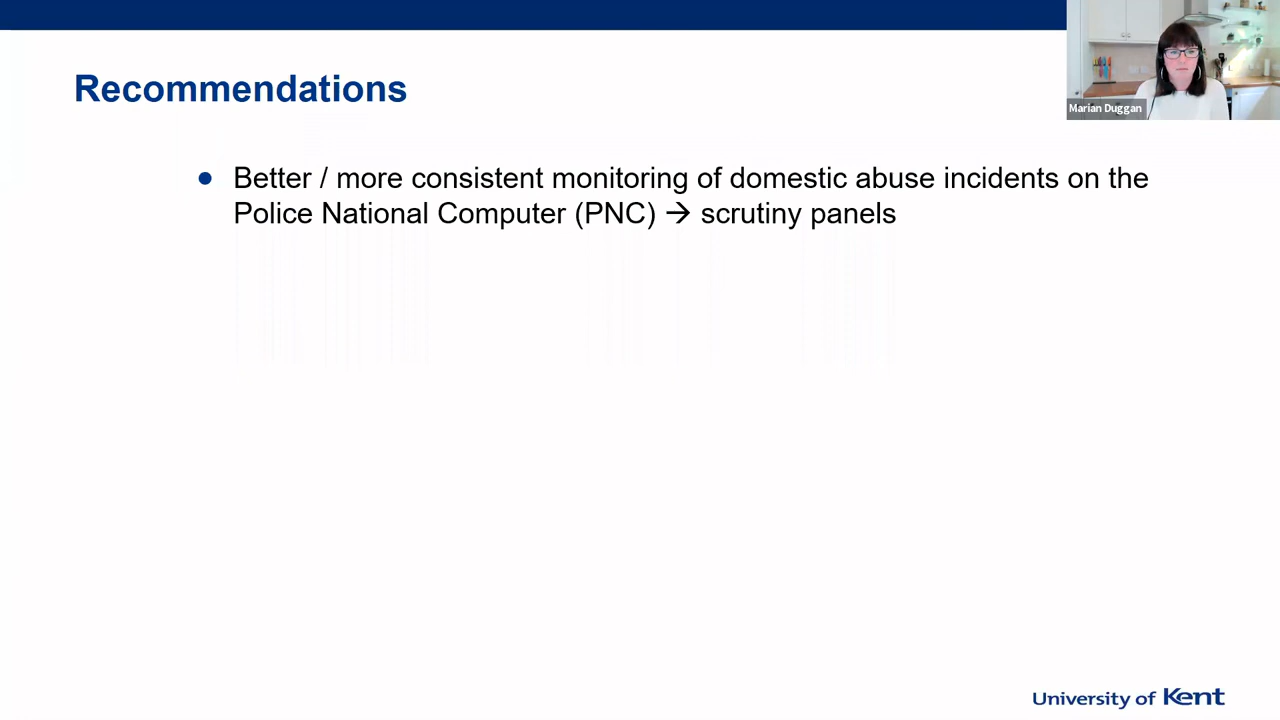 Recommendations
Marian Duggan
● Better / more consistent monitoring of domestic abuse incidents on the
Police National Computer (PNC) → scrutiny panels
University of Kent